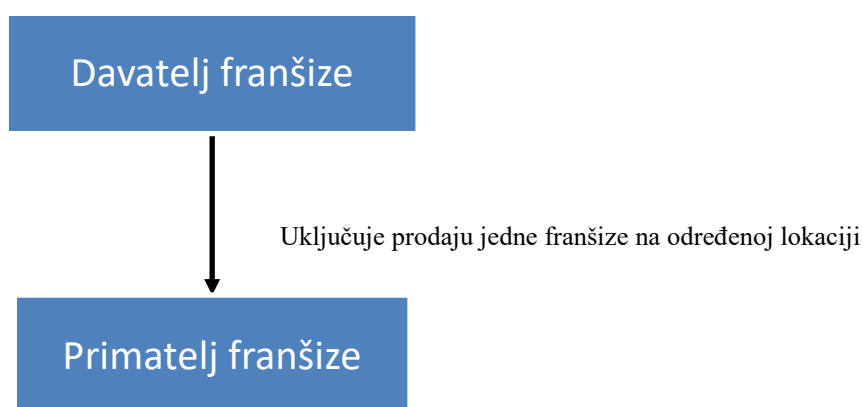 Davatelj franšize
Uključuje prodaju jedne franšize na određenoj lokaciji
Primatelj franšize